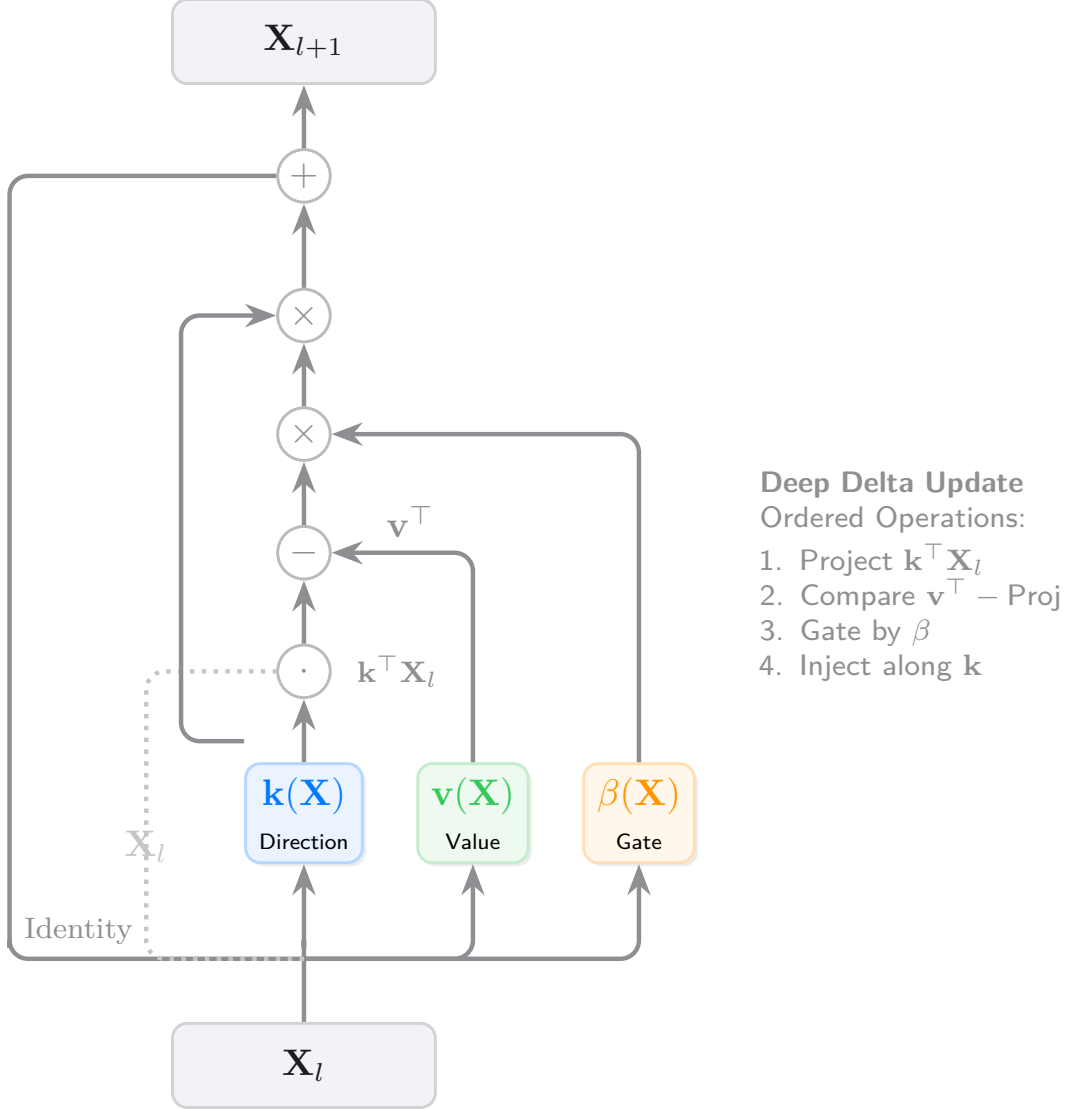 X_{l+1}
+
×
×
v^⊤
−
· k^⊤X_l
k(X) v(X) β(X)
Direction Value Gate
X_l
Identity
X_l
Deep Delta Update
Ordered Operations:
1. Project k^⊤X_l
2. Compare v^⊤ − Proj
3. Gate by β
4. Inject along k